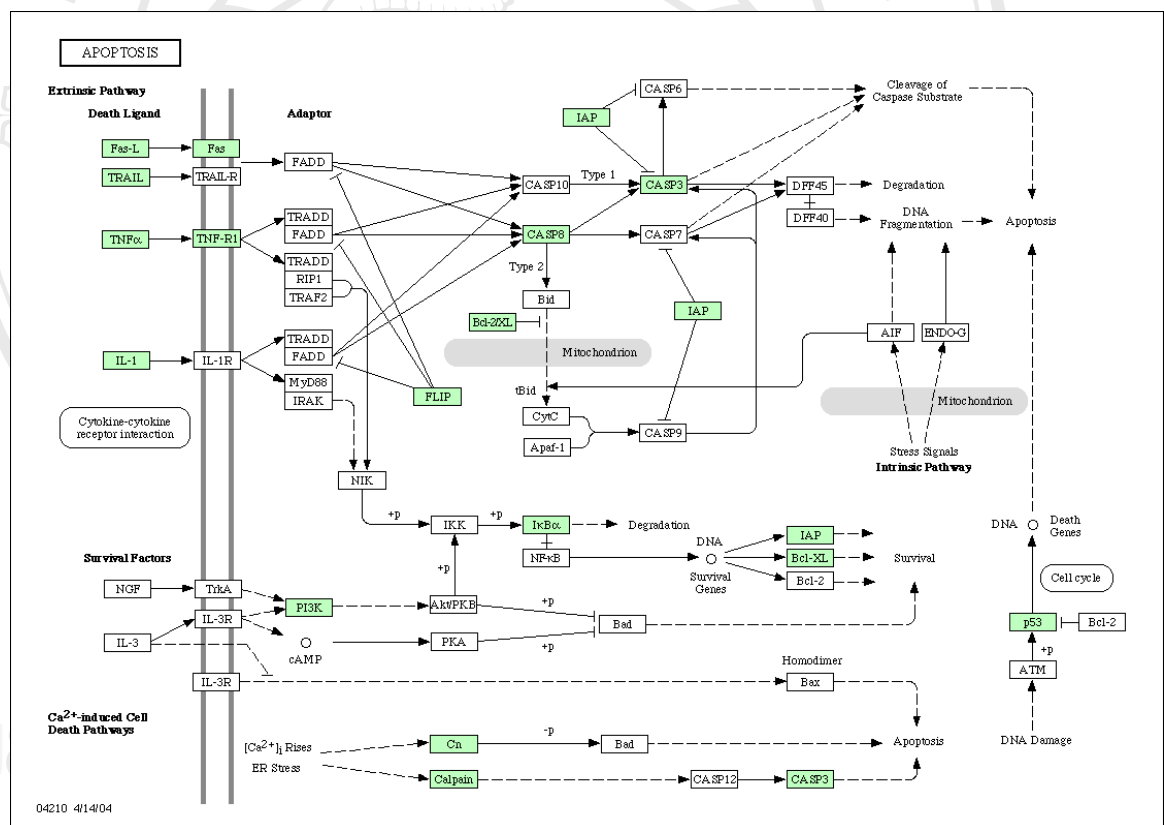 APOPTOSIS
Extrinsic Pathway
Death Ligand
Adaptor
Fas-L
Fas
TRAIL
TRAIL-R
FADD
TNFα
TNF-R1
TRADD
FADD
TRADD
RIP1
TRAF2
IL-1
IL-1R
TRADD
FADD
MyD88
IRAK
FLIP
Cytokine-cytokine
receptor interaction
NIK
CASP6
IAP
CASP10
Type 1
CASP3
CASP8
CASP7
Type 2
Bid
Bcl-2/XL
IAP
Mitochondrion
tBid
CytC
Apaf-1
CASP9
Cleavage of
Caspase Substrate
DFF45
Degradation
DFF40
DNA
Fragmentation
Apoptosis
AIF
ENDO-G
Mitochondrion
Stress Signals
Intrinsic Pathway
+p
IKK
+p
IκBα
Degradation
NF-κB
DNA
Survival
Genes
IAP
Bcl-XL
Bcl-2
Survival
Survival Factors
NGF
TrkA
IL-3
IL-3R
PI3K
cAMP
+p
Akt/PKB
+p
PKA
+p
Bad
IL-3R
Homodimer
Bax
Ca2+-induced Cell
Death Pathways
[Ca2+]i Rises
ER Stress
Cn
-p
Bad
Apoptosis
Calpain
CASP12
CASP3
DNA
Death
Genes
Cell cycle
p53
Bcl-2
+p
ATM
DNA Damage
04210 4/14/04